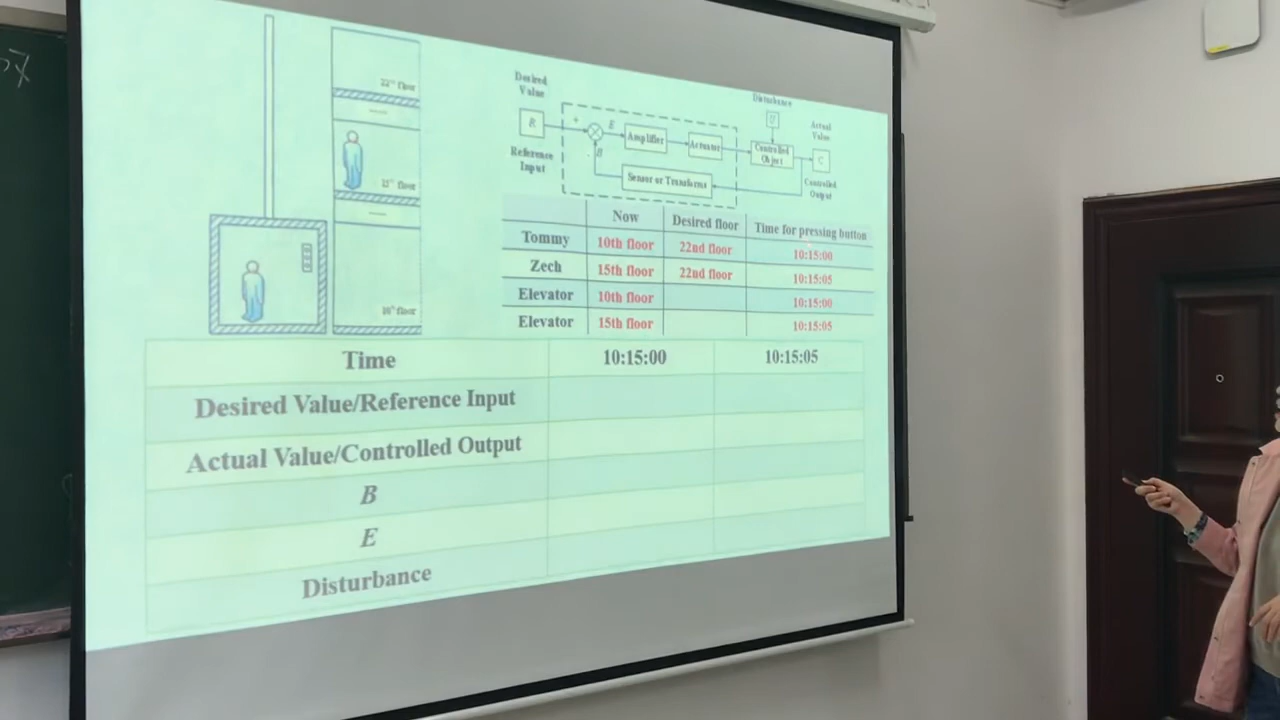 22nd floor
15th floor
10th floor
Desired Value
R
Reference Input
+
E
B
Amplifier
Actuator
Disturbance
Controlled Object
Actual Value
C
Controlled Output
Sensor or Transforms
Now Desired floor Time for pressing button
Tommy 10th floor 22nd floor 10:15:00
Zech 15th floor 22nd floor 10:15:05
Elevator 10th floor 10:15:00
Elevator 15th floor 10:15:05
Time 10:15:00 10:15:05
Desired Value/Reference Input
Actual Value/Controlled Output
B
E
Disturbance